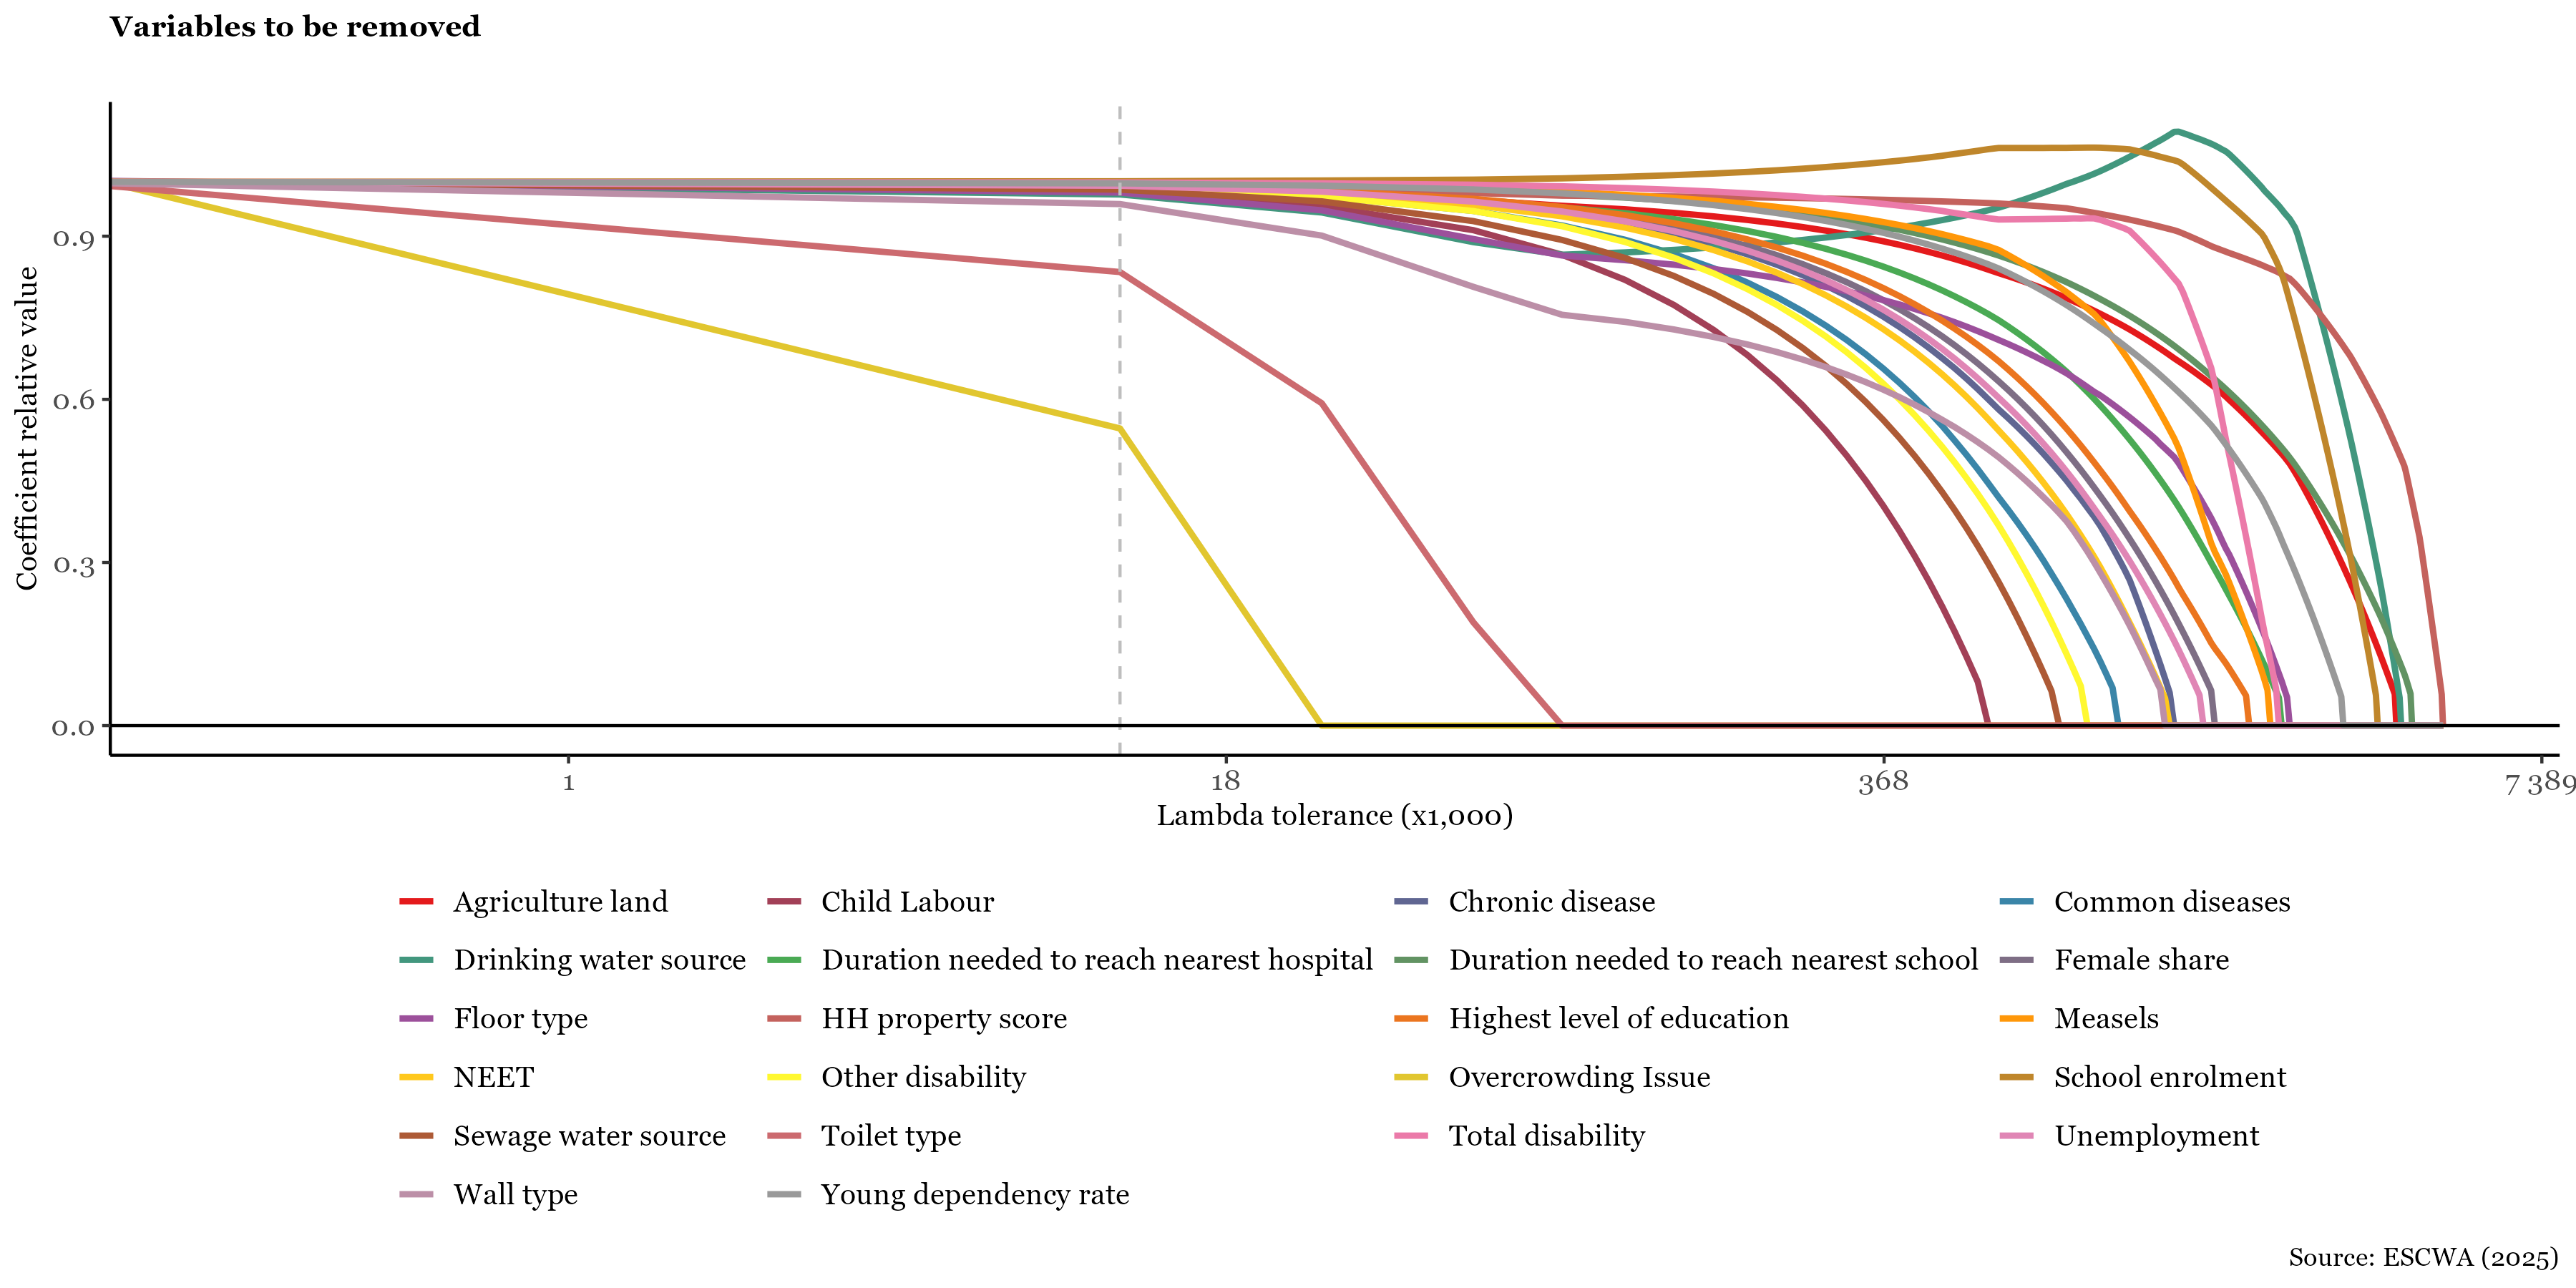 Variables to be removed
Coefficient relative value
0.9
0.6
0.3
0.0
1 18 368 7 389
Lambda tolerance (x1,000)
Agriculture land Child Labour Chronic disease Common diseases
Drinking water source Duration needed to reach nearest hospital Duration needed to reach nearest school Female share
Floor type HH property score Highest level of education Measels
NEET Other disability Overcrowding Issue School enrolment
Sewage water source Toilet type Total disability Unemployment
Wall type Young dependency rate
Source: ESCWA (2025)